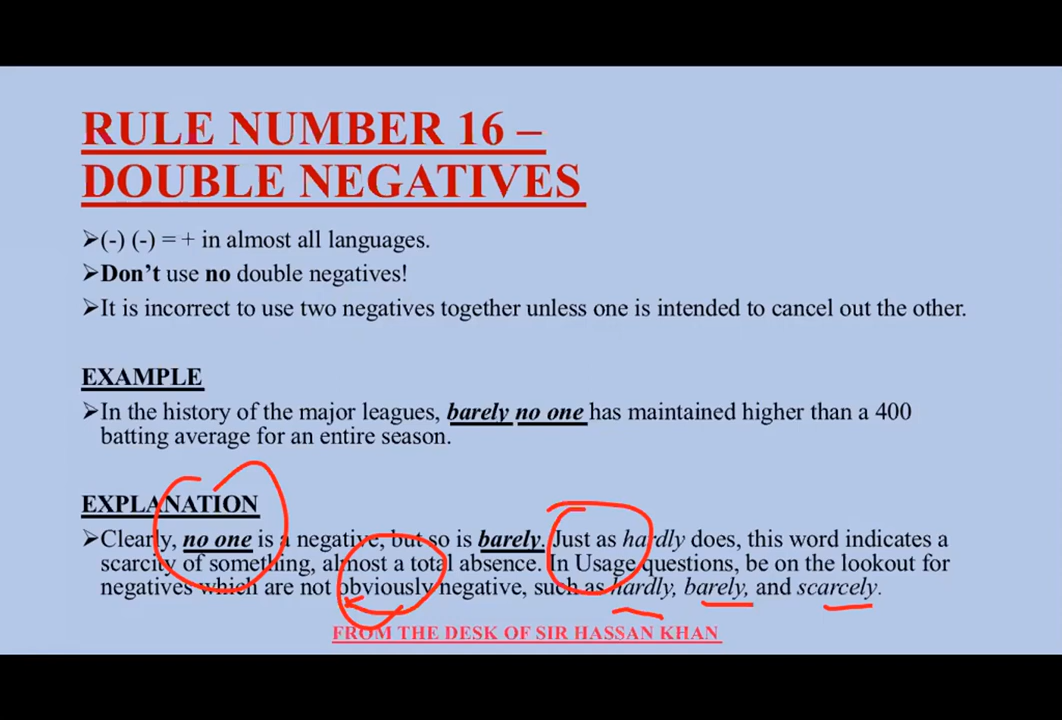 RULE NUMBER 16 –
DOUBLE NEGATIVES
➢(-) (-) = + in almost all languages.
➢Don’t use no double negatives!
➢It is incorrect to use two negatives together unless one is intended to cancel out the other.
EXAMPLE
➢In the history of the major leagues, barely no one has maintained higher than a 400
batting average for an entire season.
EXPLANATION
➢Clearly, no one is a negative, but so is barely. Just as hardly does, this word indicates a
scarcity of something, almost a total absence. In Usage questions, be on the lookout for
negatives which are not obviously negative, such as hardly, barely, and scarcely.
FROM THE DESK OF SIR HASSAN KHAN